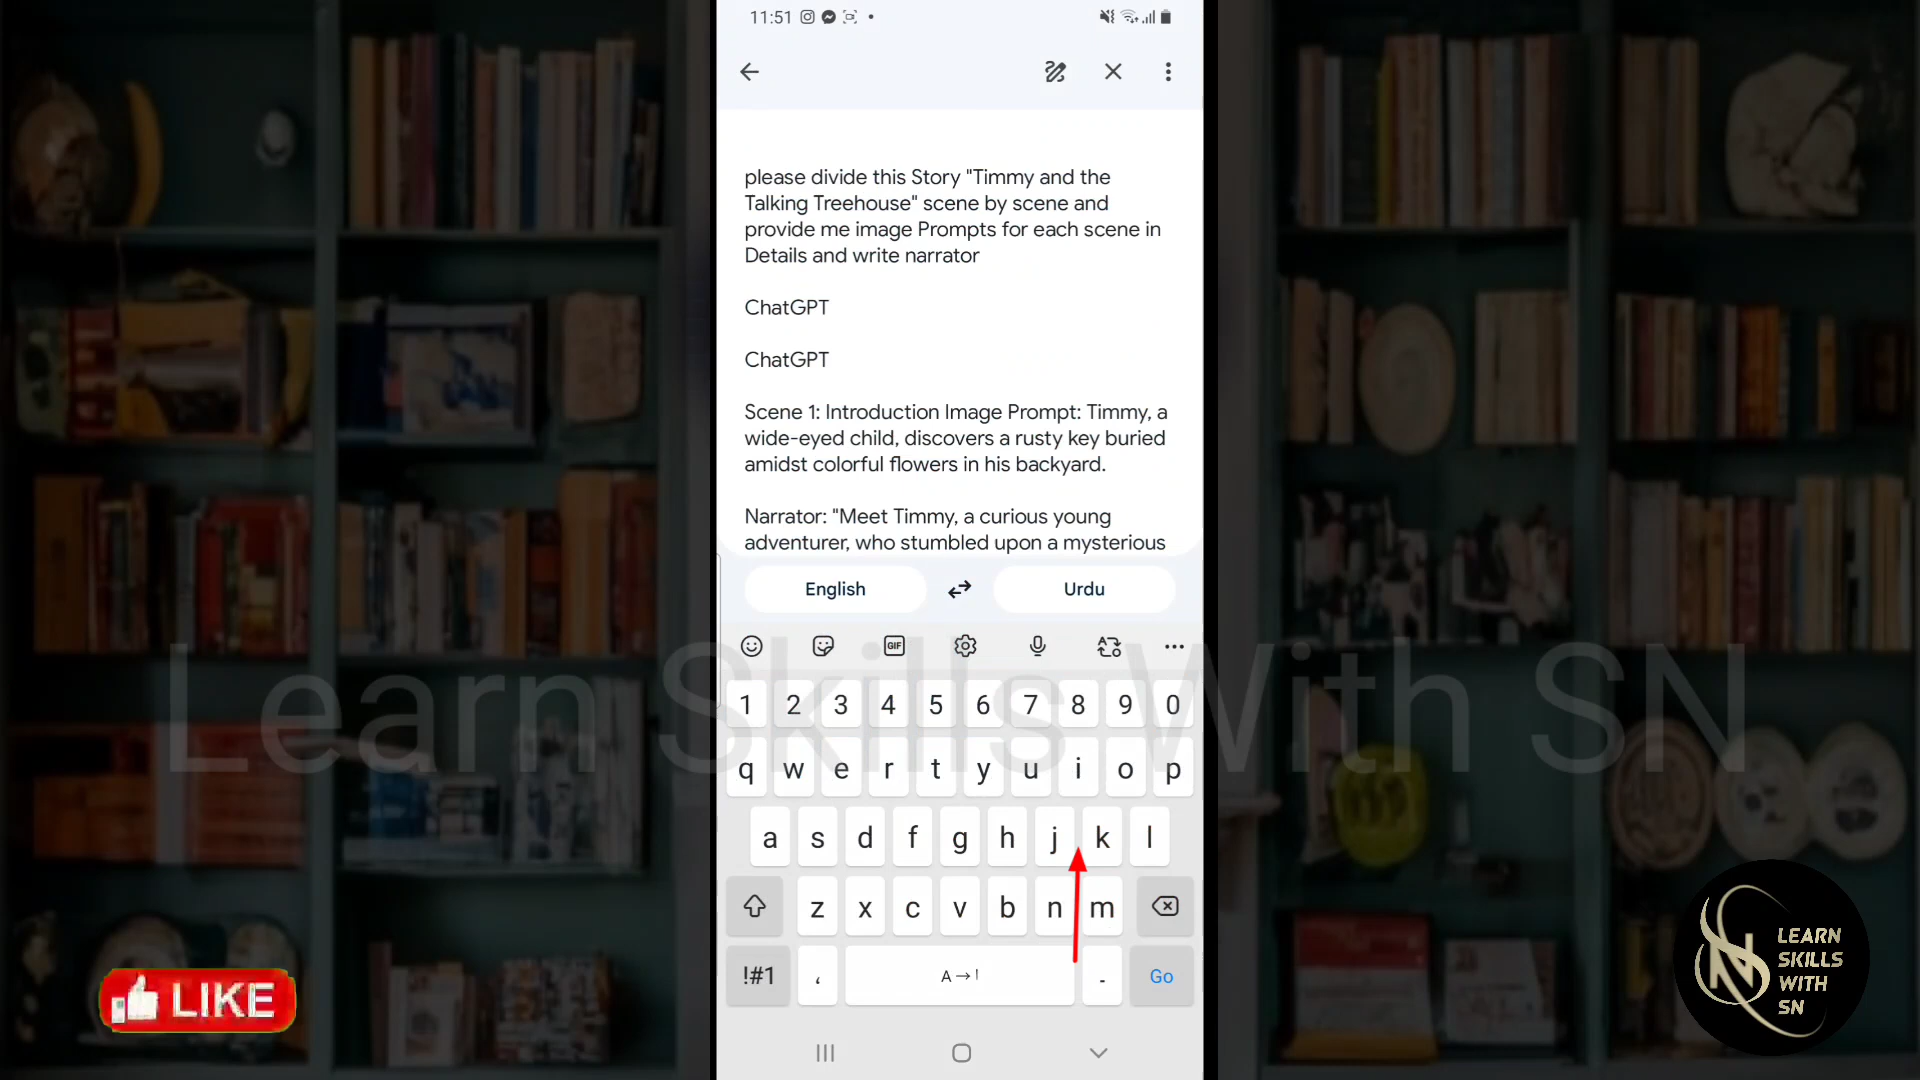 11:51
please divide this Story "Timmy and the
Talking Treehouse" scene by scene and
provide me image Prompts for each scene in
Details and write narrator
ChatGPT
ChatGPT
Scene 1: Introduction Image Prompt: Timmy, a
wide-eyed child, discovers a rusty key buried
amidst colorful flowers in his backyard.
Narrator: "Meet Timmy, a curious young
adventurer, who stumbled upon a mysterious
English
Urdu
GIF
Learn Skills With SN
1 2 3 4 5 6 7 8 9 0
q w e r t y u i o p
a s d f g h j k l
z x c v b n m
!#1 ، A → ا - Go
LIKE
LEARN
SKILLS
WITH
SN